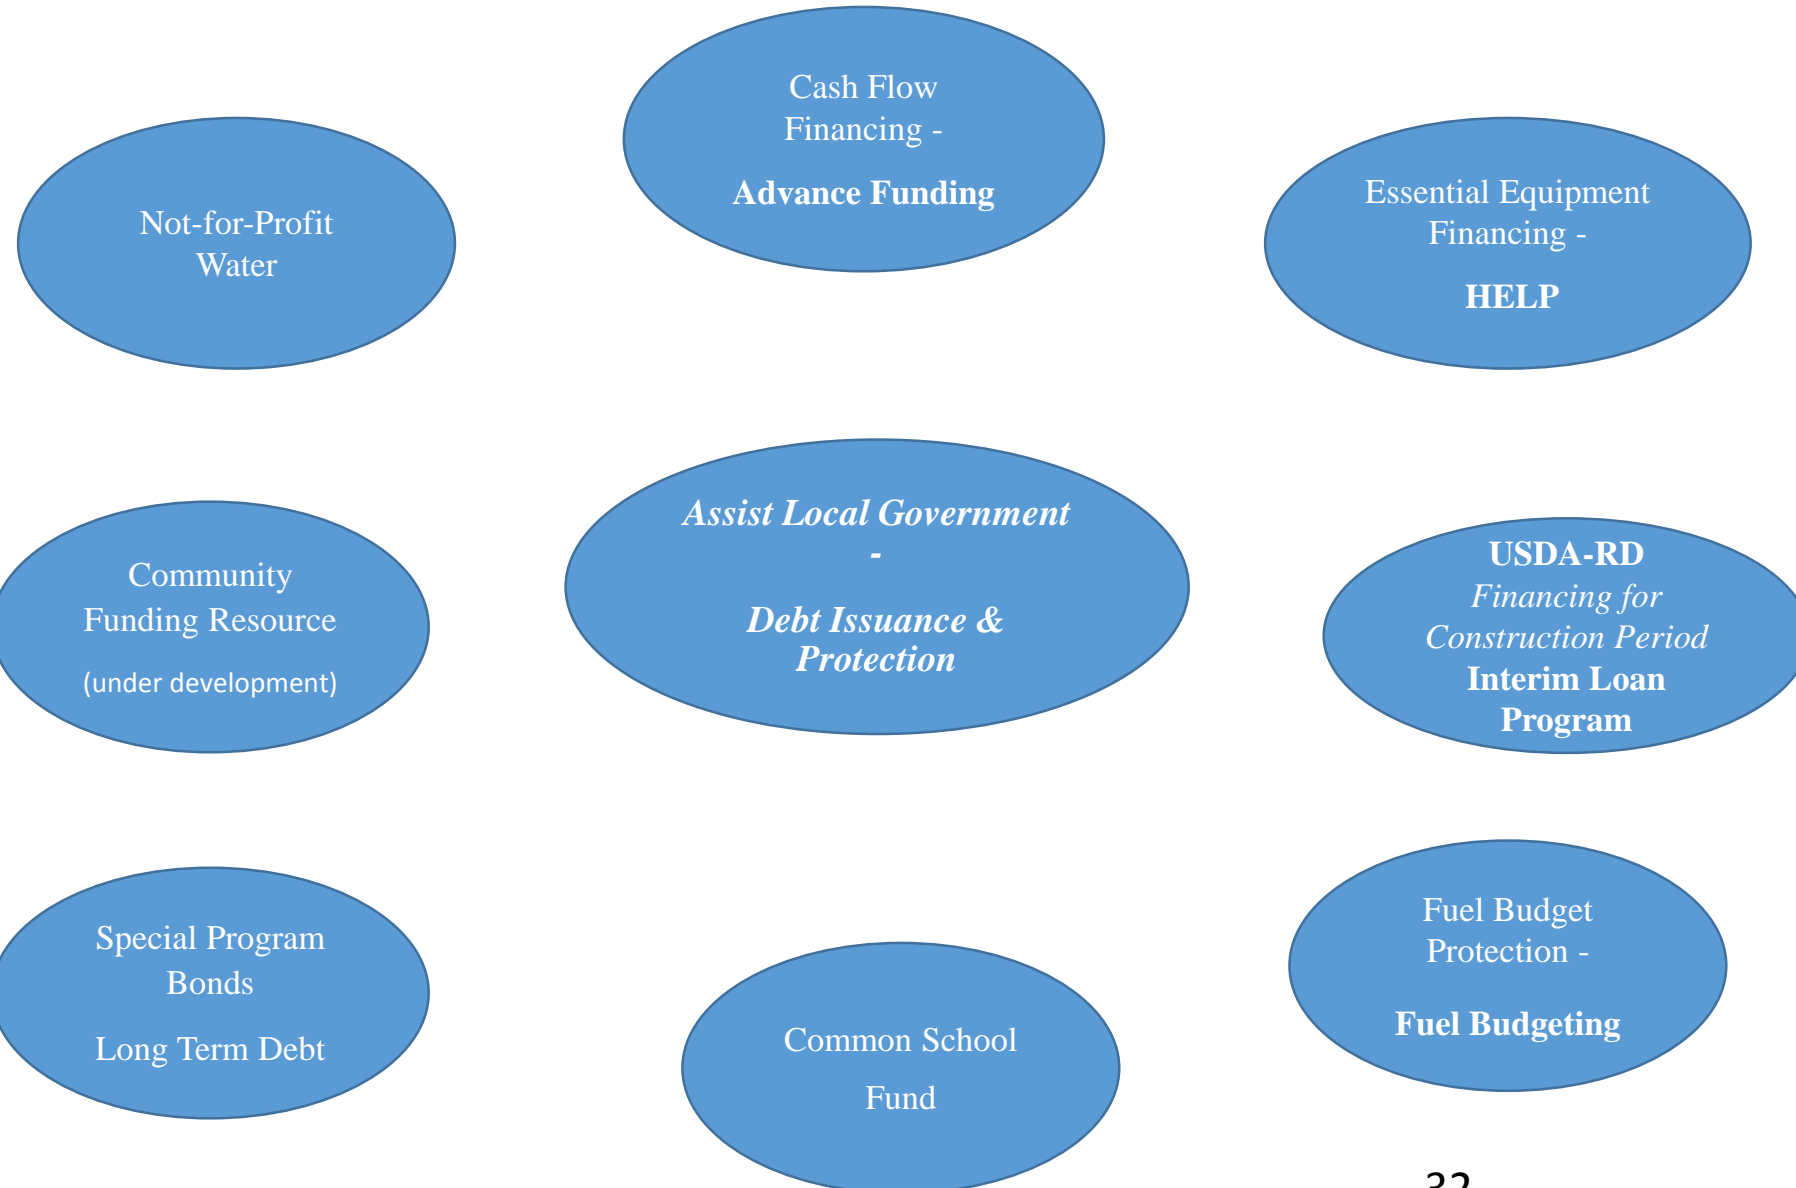 Cash Flow
Financing -
Advance Funding
Not-for-Profit
Water
Essential Equipment
Financing -
HELP
Assist Local Government
-
Debt Issuance &
Protection
Community
Funding Resource
(under development)
USDA-RD
Financing for
Construction Period
Interim Loan
Program
Special Program
Bonds
Long Term Debt
Common School
Fund
Fuel Budget
Protection -
Fuel Budgeting
32